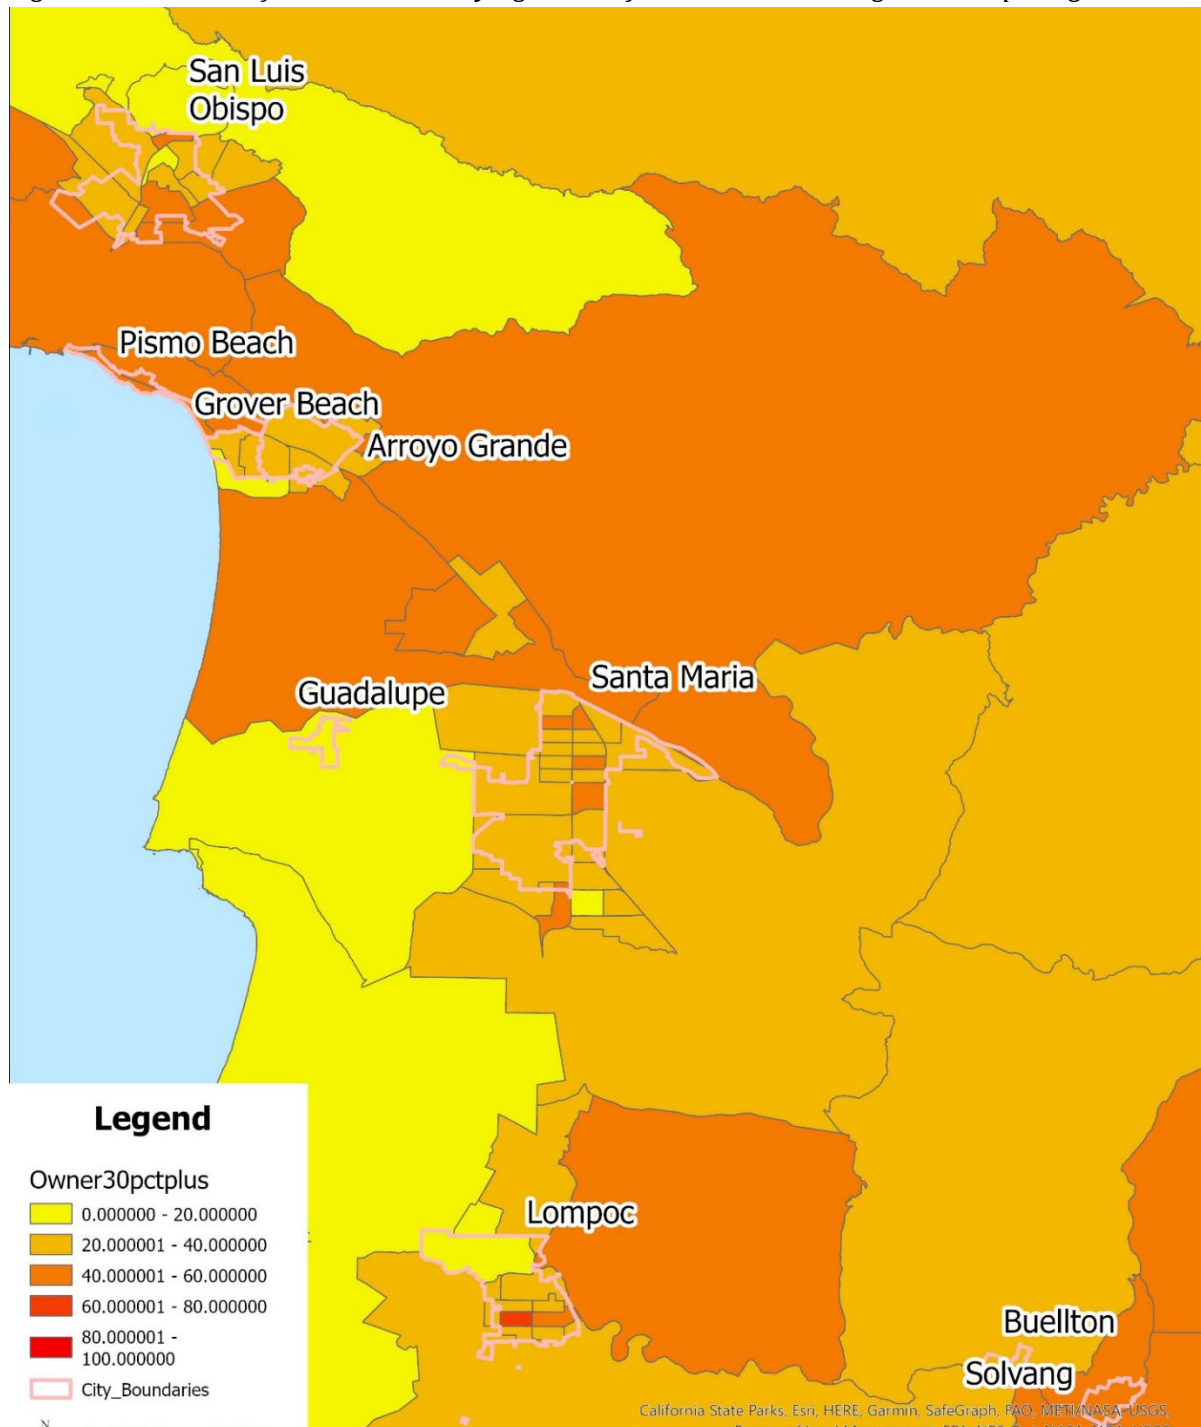 San Luis
Obispo
Pismo Beach
Grover Beach
Arroyo Grande
Santa Maria
Guadalupe
Lompoc
Buellton
Solvang
Legend
Owner30pctplus
0.000000 - 20.000000
20.000001 - 40.000000
40.000001 - 60.000000
60.000001 - 80.000000
80.000001 -
100.000000
City_Boundaries
N
California State Parks, Esri, HERE, Garmin, SafeGraph, FAO, METI/NASA, USGS,